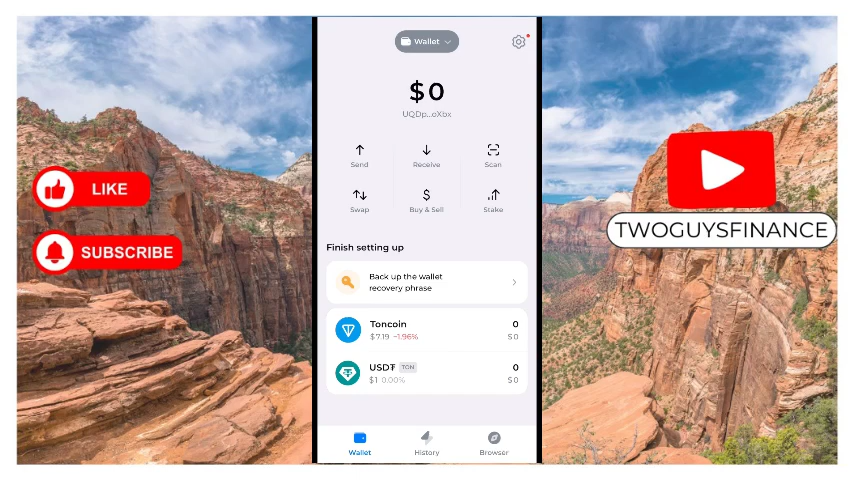 Wallet
$0
UQDp...oXbx
Send
Receive
Scan
Swap
Buy & Sell
Stake
Finish setting up
Back up the wallet
recovery phrase
Toncoin
0
$7.19 −1.96%
$0
USD₮ TON
0
$1 0.00%
$0
Wallet
History
Browser
LIKE
SUBSCRIBE
TWOGUYSFINANCE